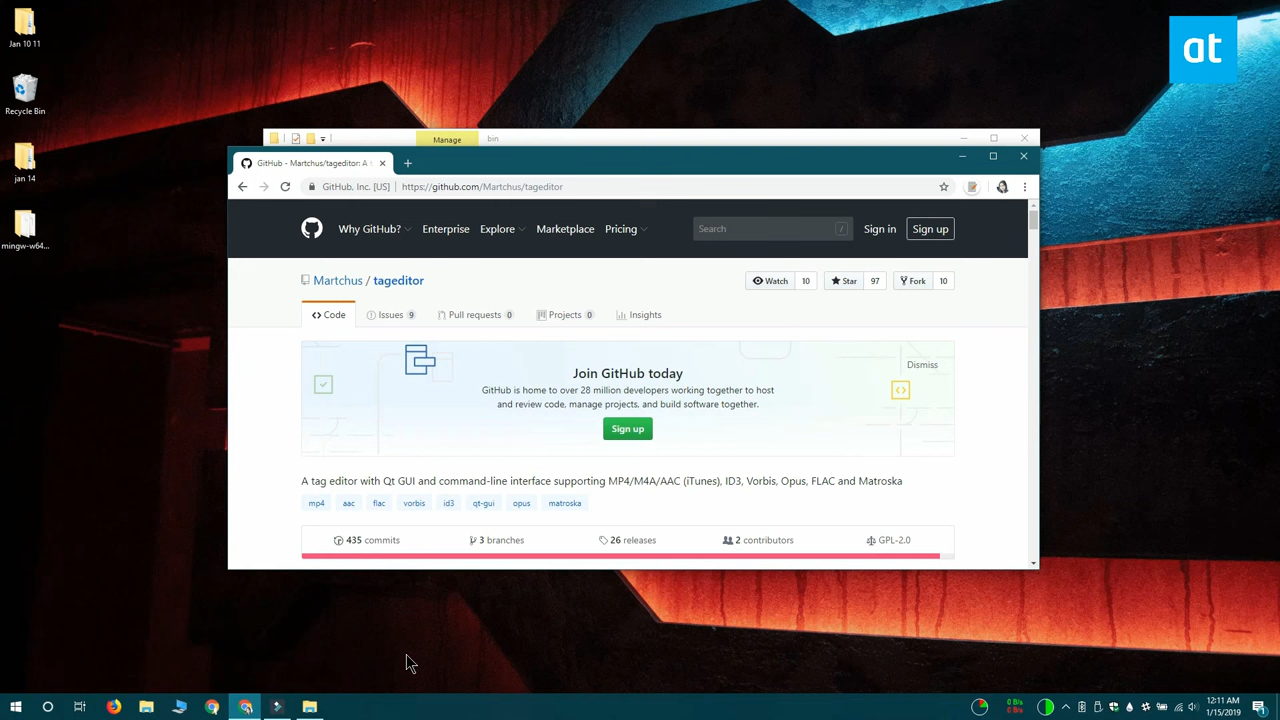 Jan 10 11
Recycle Bin
jan 14
mingw-w64...
at
Manage
bin
GitHub - Martchus/tageditor: A t
GitHub, Inc. [US]
https://github.com/Martchus/tageditor
Why GitHub?
Enterprise
Explore
Marketplace
Pricing
Search
/
Sign in
Sign up
Martchus / tageditor
Watch 10
Star 97
Fork 10
Code
Issues 9
Pull requests 0
Projects 0
Insights
Join GitHub today
Dismiss
GitHub is home to over 28 million developers working together to host
and review code, manage projects, and build software together.
Sign up
A tag editor with Qt GUI and command-line interface supporting MP4/M4A/AAC (iTunes), ID3, Vorbis, Opus, FLAC and Matroska
mp4 aac flac vorbis id3 qt-gui opus matroska
435 commits
3 branches
26 releases
2 contributors
GPL-2.0
0 B/s
0 B/s
12:11 AM
1/15/2019
1